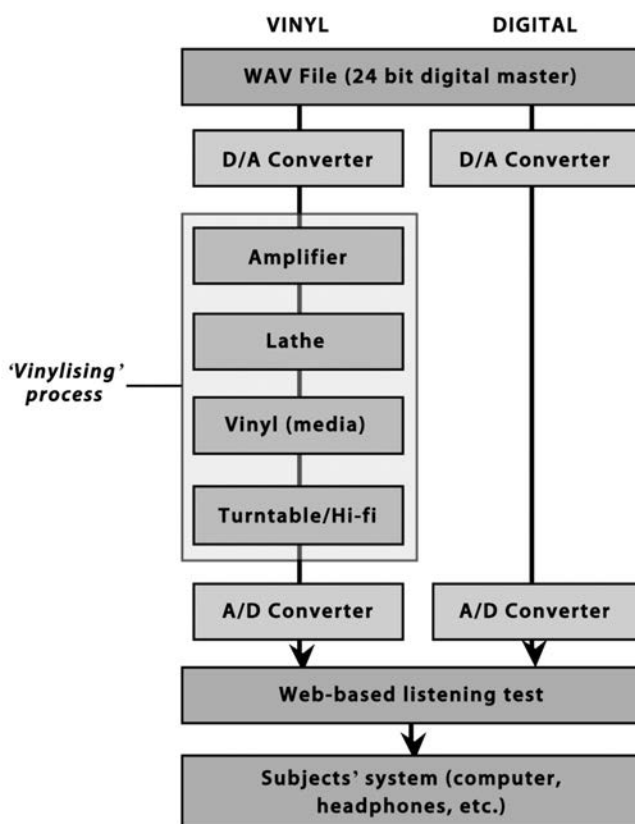 VINYL DIGITAL
WAV File (24 bit digital master)
D/A Converter D/A Converter
Amplifier
Lathe
'Vinylising'
process
Vinyl (media)
Turntable/Hi-fi
A/D Converter A/D Converter
Web-based listening test
Subjects' system (computer,
headphones, etc.)